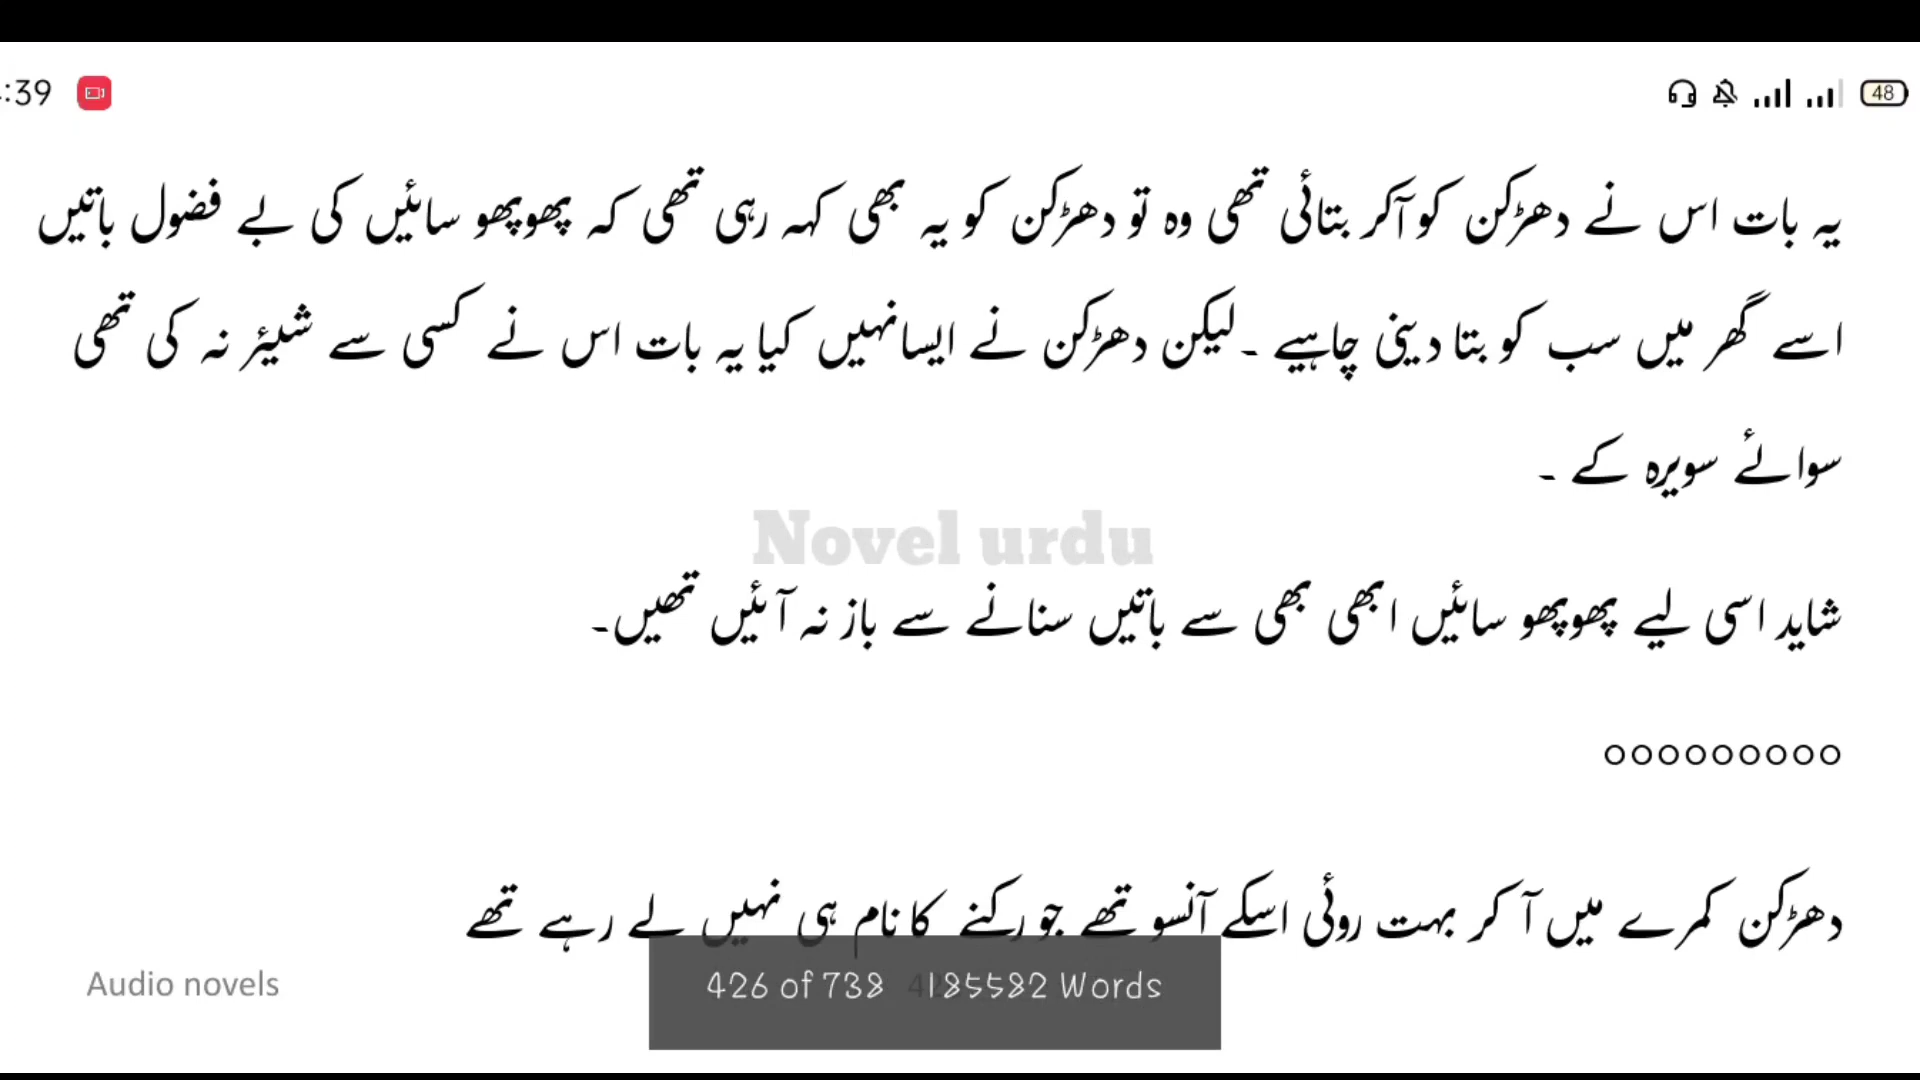 :39
48
یہ بات اس نے دھڑکن کو آکر بتائی تھی وہ تو دھڑکن کو یہ بھی کہہ رہی تھی کہ پھوپھو سائیں کی بے فضول باتیں
اسے گھر میں سب کو بتا دینی چاہیے ۔ لیکن دھڑکن نے ایسا نہیں کیا یہ بات اس نے کسی سے شیئر نہ کی تھی
سوائے سویرہ کے ۔
Novel urdu
شاید اسی لیے پھوپھو سائیں ابھی بھی سے باتیں سنانے سے باز نہ آئیں تھیں۔
ooooooooo
دھڑکن کمرے میں آ کر بہت روئی اسکے آنسو تھے جو رکنے کا نام ہی نہیں لے رہے تھے
Audio novels
426 of 738 185582 Words